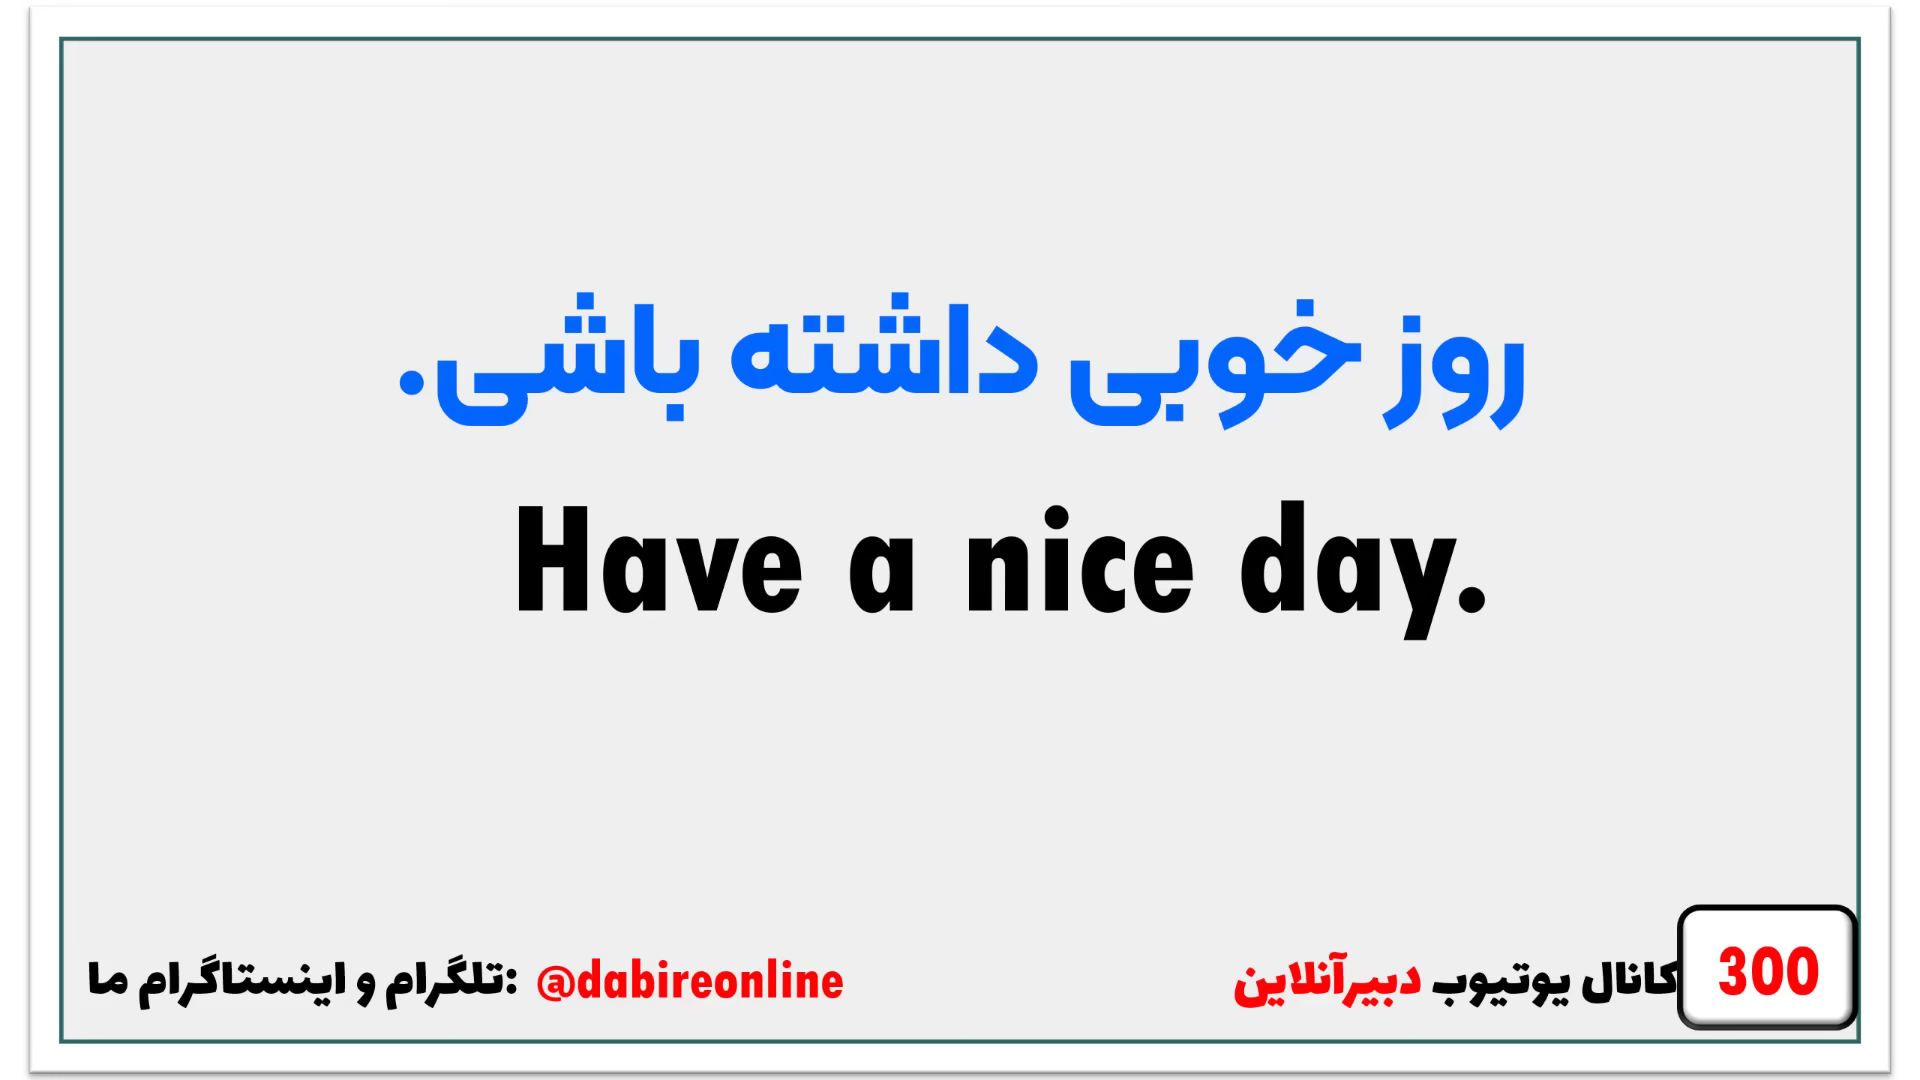 روز خوبی داشته باشی.
Have a nice day.
تلگرام و اینستاگرام ما: @dabireonline
کانال یوتیوب دبیرآنلاین
300